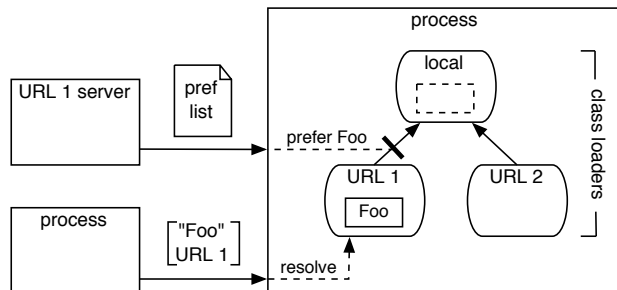 process
URL 1 server
pref
list
local
prefer Foo
URL 1
URL 2
Foo
class loaders
process
"Foo"
URL 1
resolve